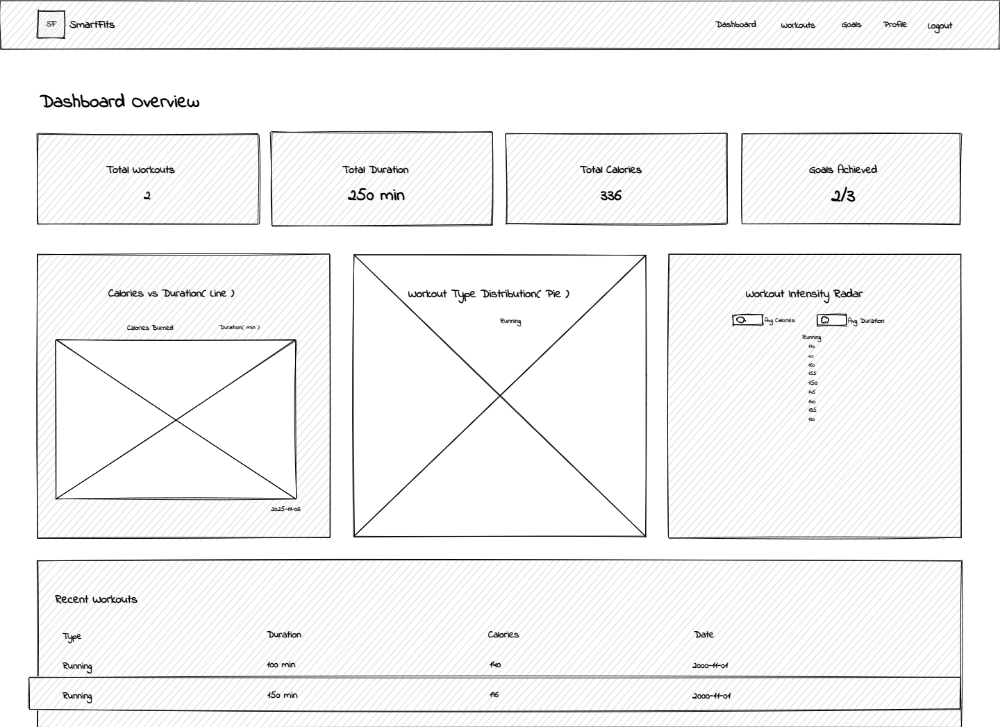 SF SmartFits Dashboard Workouts Goals Profile Logout
Dashboard Overview
Total Workouts
2
Total Duration
250 min
Total Calories
336
Goals Achieved
2/3
Calories vs Duration( Line )
Calories Burned Duration( min )
2025-11-06
Workout Type Distribution( Pie )
Running
Workout Intensity Radar
Avg Calories Avg Duration
Running
170
165
160
155
150
145
140
135
130
Recent Workouts
Type Duration Calories Date
Running 100 min 140 2000-11-01
Running 150 min 196 2000-11-01